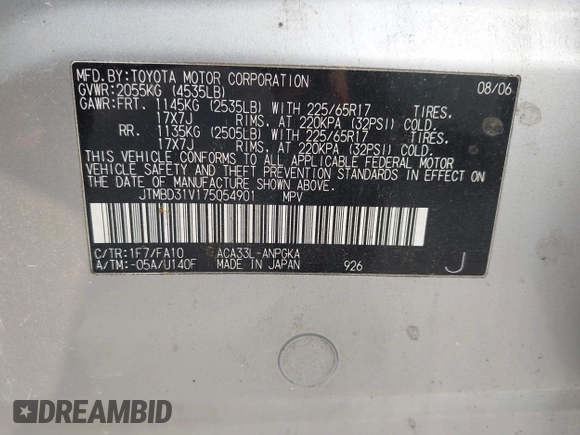 MFD.BY:TOYOTA MOTOR CORPORATION 08/06
GVWR:2055KG (4535LB)
GAWR:FRT. 1145KG (2535LB) WITH 225/65R17 TIRES.
17X7J RIMS. AT 220KPA (32PSI) COLD.
RR. 1135KG (2505LB) WITH 225/65R17 TIRES.
17X7J RIMS. AT 220KPA (32PSI) COLD.
THIS VEHICLE CONFORMS TO ALL APPLICABLE FEDERAL MOTOR
VEHICLE SAFETY AND THEFT PREVENTION STANDARDS IN EFFECT
ON THE DATE OF MANUFACTURE SHOWN ABOVE.
JTMBD31V175054901 MPV
C/TR:1F7/FA10 ACA33L-ANPGKA
A/TM:-05A/U140F MADE IN JAPAN 926 J
DREAMBID